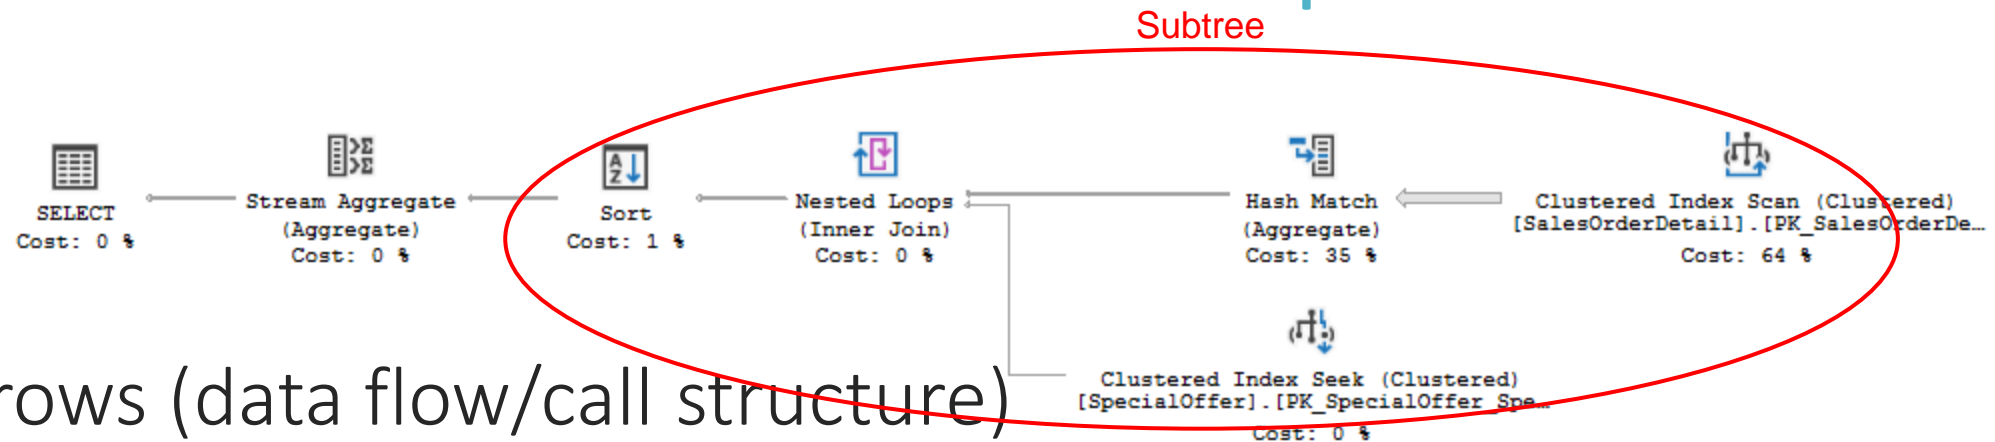 Subtree
SELECT
Cost: 0 %
Stream Aggregate
(Aggregate)
Cost: 0 %
Sort
Cost: 1 %
Nested Loops
(Inner Join)
Cost: 0 %
Hash Match
(Aggregate)
Cost: 35 %
Clustered Index Scan (Clustered)
[SalesOrderDetail].[PK_SalesOrderDe…
Cost: 64 %
Clustered Index Seek (Clustered)
[SpecialOffer].[PK_SpecialOffer_Spe…
Cost: 0 %
rows (data flow/call structure)